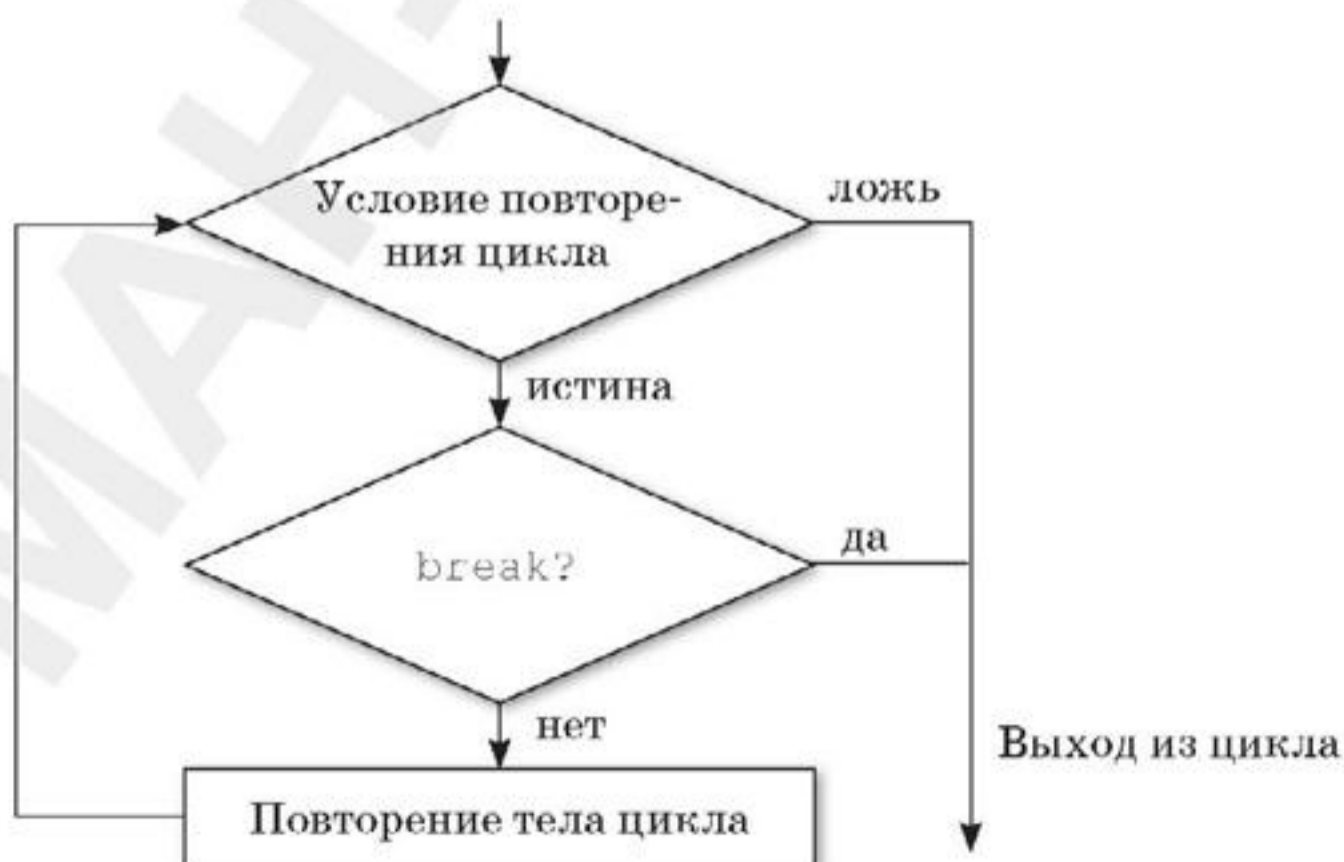 Условие повторе-
ния цикла
ложь
истина
break?
да
нет
Выход из цикла
Повторение тела цикла